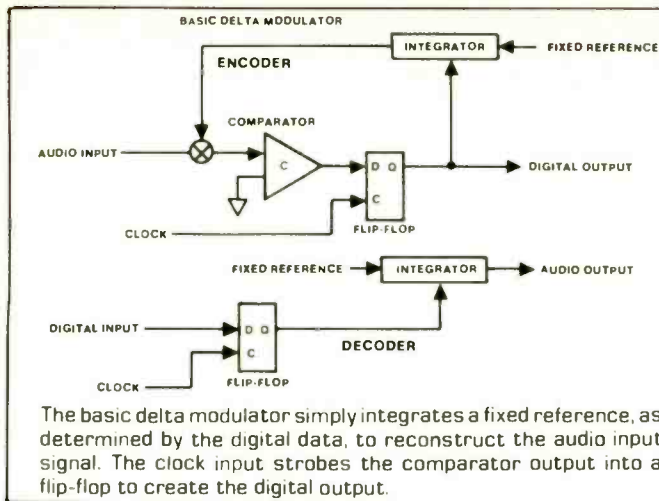 BASIC DELTA MODULATOR
INTEGRATOR
FIXED REFERENCE
ENCODER
COMPARATOR
AUDIO INPUT
C
D Q
DIGITAL OUTPUT
C
CLOCK
FLIP-FLOP
FIXED REFERENCE
INTEGRATOR
AUDIO OUTPUT
DIGITAL INPUT
D Q
DECODER
C
CLOCK
FLIP-FLOP
The basic delta modulator simply integrates a fixed reference, as
determined by the digital data, to reconstruct the audio input
signal. The clock input strobes the comparator output into a
flip-flop to create the digital output.